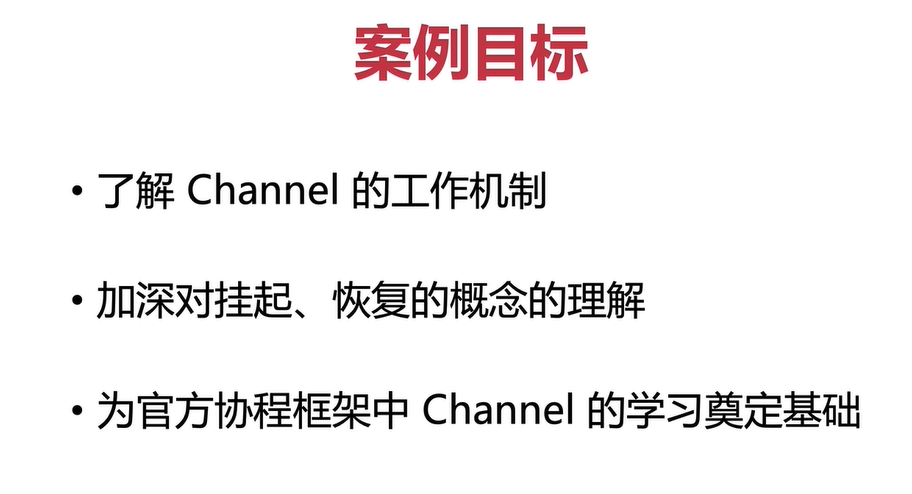 案例目标
• 了解 Channel 的工作机制
• 加深对挂起、恢复的概念的理解
• 为官方协程框架中 Channel 的学习奠定基础